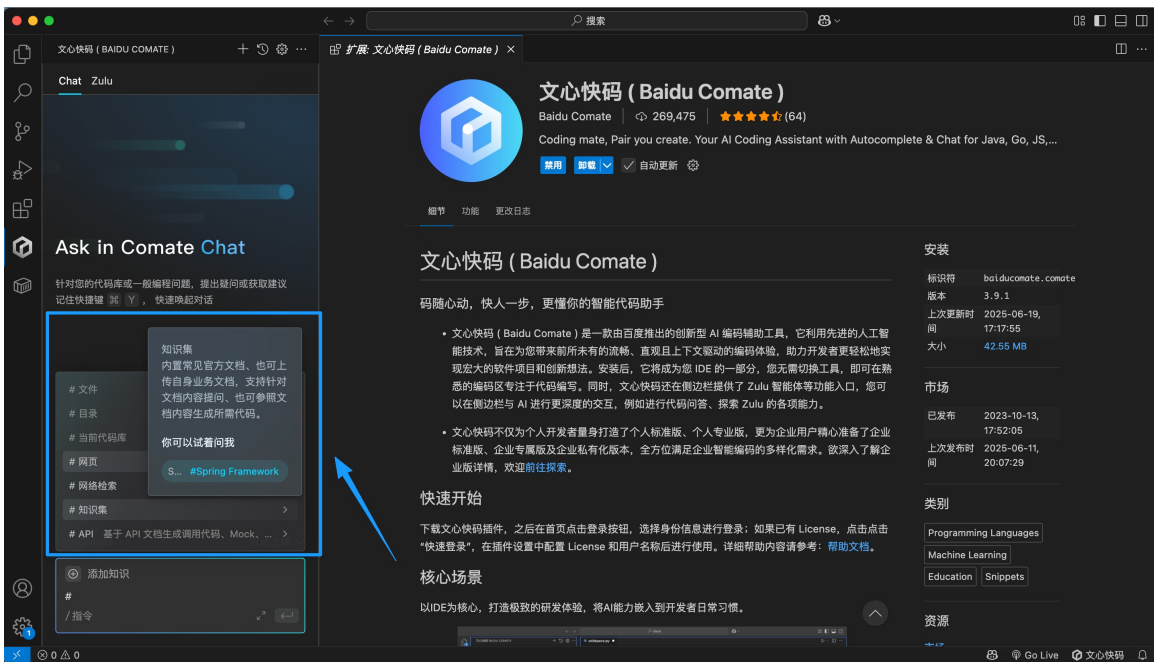 搜索
文心快码 ( BAIDU COMATE )
扩展: 文心快码 ( Baidu Comate )
Chat Zulu
Ask in Comate Chat
针对您的代码库或一般编程问题，提出疑问或获取建议
记住快捷键 ⌘ Y ， 快速唤起对话
知识集
内置常见官方文档、也可上
传自身业务文档，支持针对
文档内容提问、也可参照文
档内容生成所需代码。
你可以试着问我
S... #Spring Framework
# 文件
# 目录
# 当前代码库
# 网页
# 网络检索
# 知识集
# API 基于 API 文档生成调用代码、Mock、...
添加知识
#
/ 指令
文心快码 ( Baidu Comate )
Baidu Comate 269,475 (64)
Coding mate, Pair you create. Your AI Coding Assistant with Autocomplete & Chat for Java, Go, JS,...
禁用 卸载 自动更新
细节 功能 更改日志
文心快码 ( Baidu Comate )
码随心动，快人一步，更懂你的智能代码助手
• 文心快码 ( Baidu Comate ) 是一款由百度推出的创新型 AI 编码辅助工具，它利用先进的人工智
能技术，旨在为您带来前所未有的流畅、直观且上下文驱动的编码体验，助力开发者更轻松地实
现宏大的软件项目和创新想法。安装后，它将成为您 IDE 的一部分，您无需切换工具，即可在熟
悉的编码区专注于代码编写。同时，文心快码还在侧边栏提供了 Zulu 智能体等功能入口，您可
以在侧边栏与 AI 进行更深度的交互，例如进行代码问答、探索 Zulu 的各项能力。
• 文心快码不仅为个人开发者量身打造了个人标准版、个人专业版，更为企业用户精心准备了企业
标准版、企业专属版及企业私有化版本，全方位满足企业智能编码的多样化需求。欲深入了解企
业版详情，欢迎前往探索。
快速开始
下载文心快码插件，之后在首页点击登录按钮，选择身份信息进行登录；如果已有 License，点击点击
“快速登录”，在插件设置中配置 License 和用户名称后进行使用。详细帮助内容请参考：帮助文档。
核心场景
以IDE为核心，打造极致的研发体验，将AI能力嵌入到开发者日常习惯。
安装
标识符 baiducomate.comate
版本 3.9.1
上次更新时 2025-06-19,
间 17:17:55
大小 42.55 MB
市场
已发布 2023-10-13,
17:52:05
上次发布时 2025-06-11,
间 20:07:29
类别
Programming Languages
Machine Learning
Education Snippets
资源
1
0 0
Go Live 文心快码